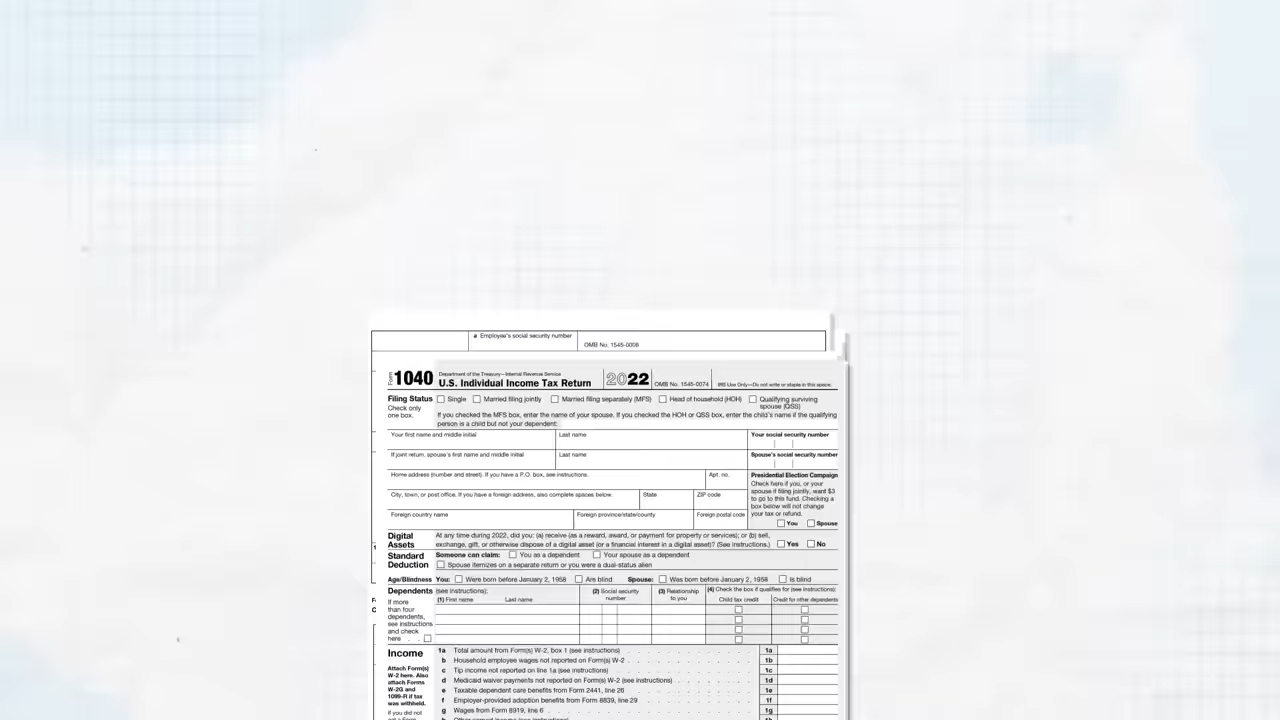 a Employee's social security number
OMB No. 1545-0008
Form 1040 Department of the Treasury—Internal Revenue Service
U.S. Individual Income Tax Return 2022 OMB No. 1545-0074 IRS Use Only—Do not write or staple in this space.
Filing Status Single Married filing jointly Married filing separately (MFS) Head of household (HOH) Qualifying surviving spouse (QSS)
Check only one box.
If you checked the MFS box, enter the name of your spouse. If you checked the HOH or QSS box, enter the child's name if the qualifying
person is a child but not your dependent:
Your first name and middle initial Last name Your social security number
If joint return, spouse's first name and middle initial Last name Spouse's social security number
Home address (number and street). If you have a P.O. box, see instructions. Apt. no.
City, town, or post office. If you have a foreign address, also complete spaces below. State ZIP code
Foreign country name Foreign province/state/county Foreign postal code
Presidential Election Campaign
Check here if you, or your
spouse if filing jointly, want $3
to go to this fund. Checking a
box below will not change
your tax or refund.
You Spouse
Digital Assets
At any time during 2022, did you: (a) receive (as a reward, award, or payment for property or services); or (b) sell,
exchange, gift, or otherwise dispose of a digital asset (or a financial interest in a digital asset)? (See instructions.) Yes No
Standard Deduction
Someone can claim: You as a dependent Your spouse as a dependent
Spouse itemizes on a separate return or you were a dual-status alien
Age/Blindness You: Were born before January 2, 1958 Are blind Spouse: Was born before January 2, 1958 Is blind
Dependents (see instructions): (2) Social security number (3) Relationship to you (4) Check the box if qualifies for (see instructions):
(1) First name Last name Child tax credit Credit for other dependents
If more
than four
dependents,
see instructions
and check
here . .
Income
Attach Form(s)
W-2 here. Also
attach Forms
W-2G and
1099-R if tax
was withheld.
If you did not
1a Total amount from Form(s) W-2, box 1 (see instructions) 1a
b Household employee wages not reported on Form(s) W-2 1b
c Tip income not reported on line 1a (see instructions) 1c
d Medicaid waiver payments not reported on Form(s) W-2 (see instructions) 1d
e Taxable dependent care benefits from Form 2441, line 26 1e
f Employer-provided adoption benefits from Form 8839, line 29 1f
g Wages from Form 8919, line 6 1g